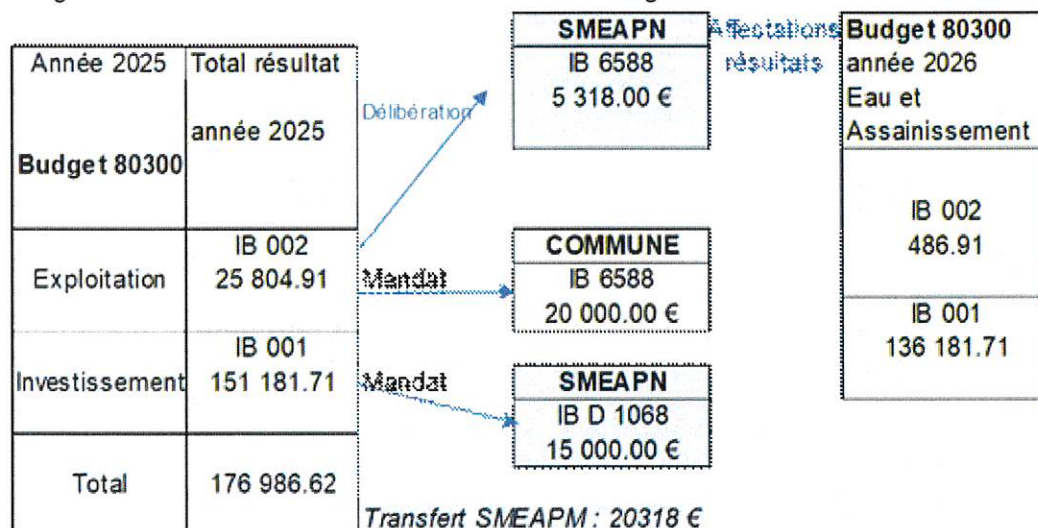 Année 2025
Total résultat
année 2025
Budget 80300
Exploitation
IB 002
25 804.91
Investissement
IB 001
151 181.71
Total
176 986.62
Délibération
Mandat
Mandat
SMEAPN
IB 6588
5 318.00 €
COMMUNE
IB 6588
20 000.00 €
SMEAPN
IB D 1068
15 000.00 €
Transfert SMEAPM : 20318 €
Affectations
résultats
Budget 80300
année 2026
Eau et
Assainissement
IB 002
486.91
IB 001
136 181.71